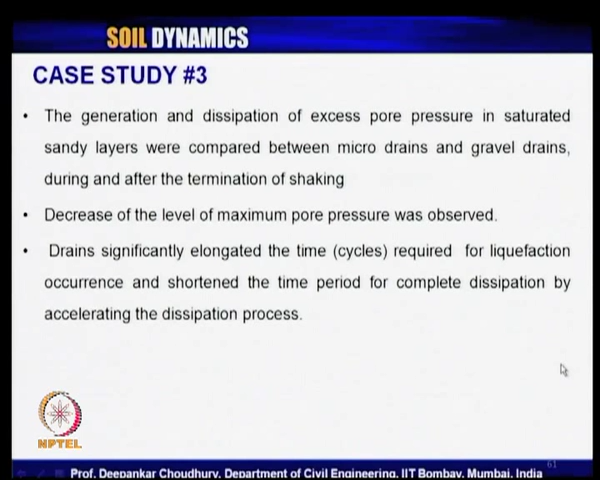 SOIL DYNAMICS
CASE STUDY #3
• The generation and dissipation of excess pore pressure in saturated
sandy layers were compared between micro drains and gravel drains,
during and after the termination of shaking
• Decrease of the level of maximum pore pressure was observed.
• Drains significantly elongated the time (cycles) required for liquefaction
occurrence and shortened the time period for complete dissipation by
accelerating the dissipation process.
NPTEL
61
Prof. Deepankar Choudhury, Department of Civil Engineering, IIT Bombay, Mumbai, India